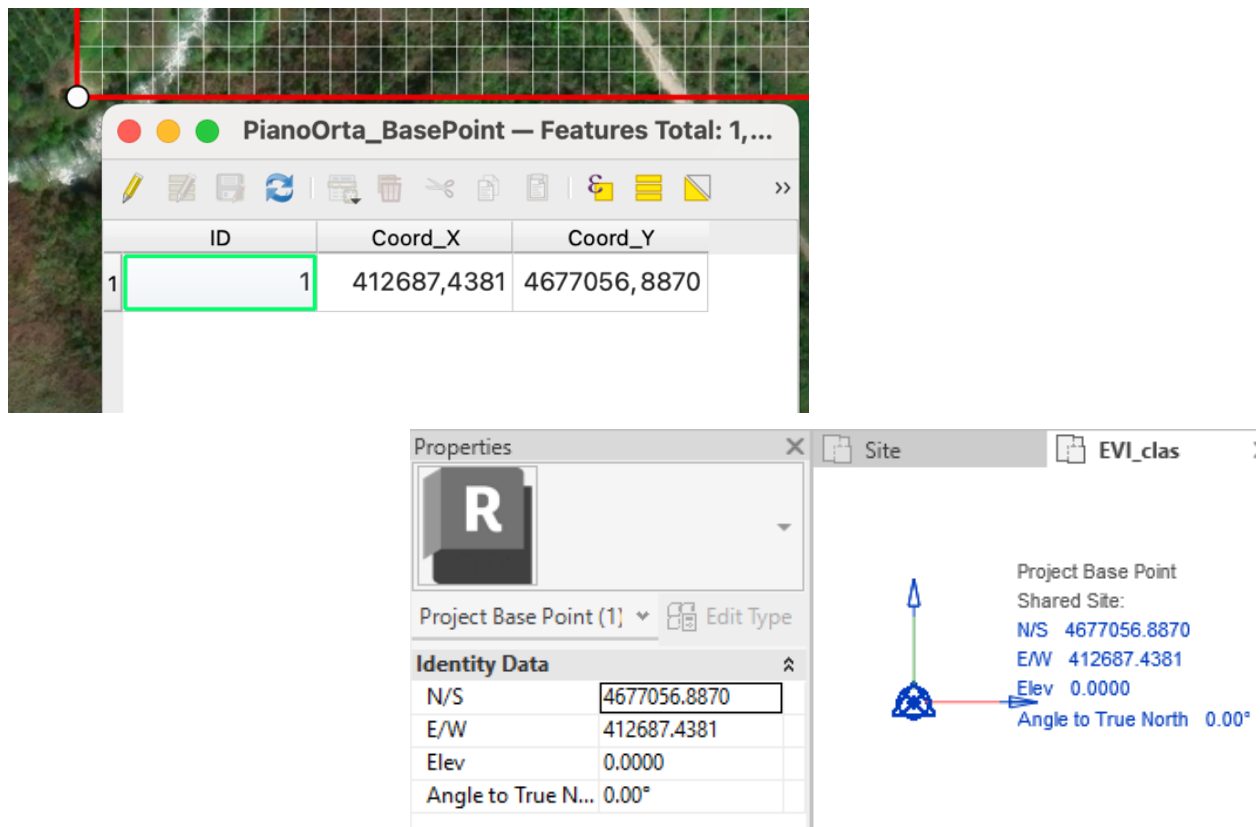 PianoOrta_BasePoint — Features Total: 1,...
ε
»
ID Coord_X Coord_Y
1 1 412687,4381 4677056,8870
Properties
R
Project Base Point (1) Edit Type
Identity Data
N/S 4677056.8870
E/W 412687.4381
Elev 0.0000
Angle to True N... 0.00°
Site EVI_clas
Project Base Point
Shared Site:
N/S 4677056.8870
E/W 412687.4381
Elev 0.0000
Angle to True North 0.00°